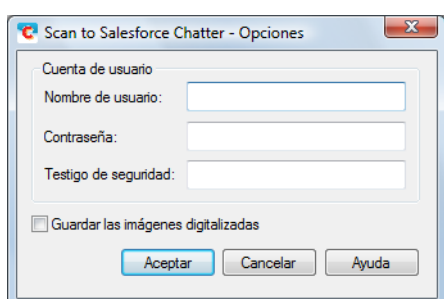 Scan to Salesforce Chatter - Opciones
Cuenta de usuario
Nombre de usuario:
Contraseña:
Testigo de seguridad:
Guardar las imágenes digitalizadas
Aceptar Cancelar Ayuda